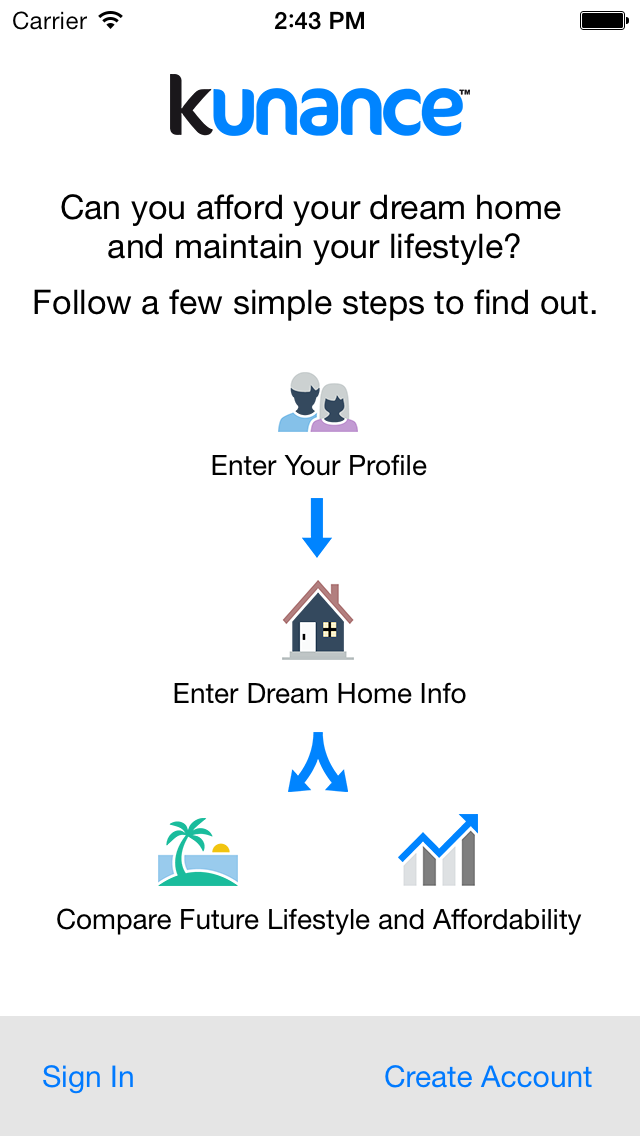 Carrier 2:43 PM
kunance™
Can you afford your dream home
and maintain your lifestyle?
Follow a few simple steps to find out.
Enter Your Profile
Enter Dream Home Info
Compare Future Lifestyle and Affordability
Sign In Create Account